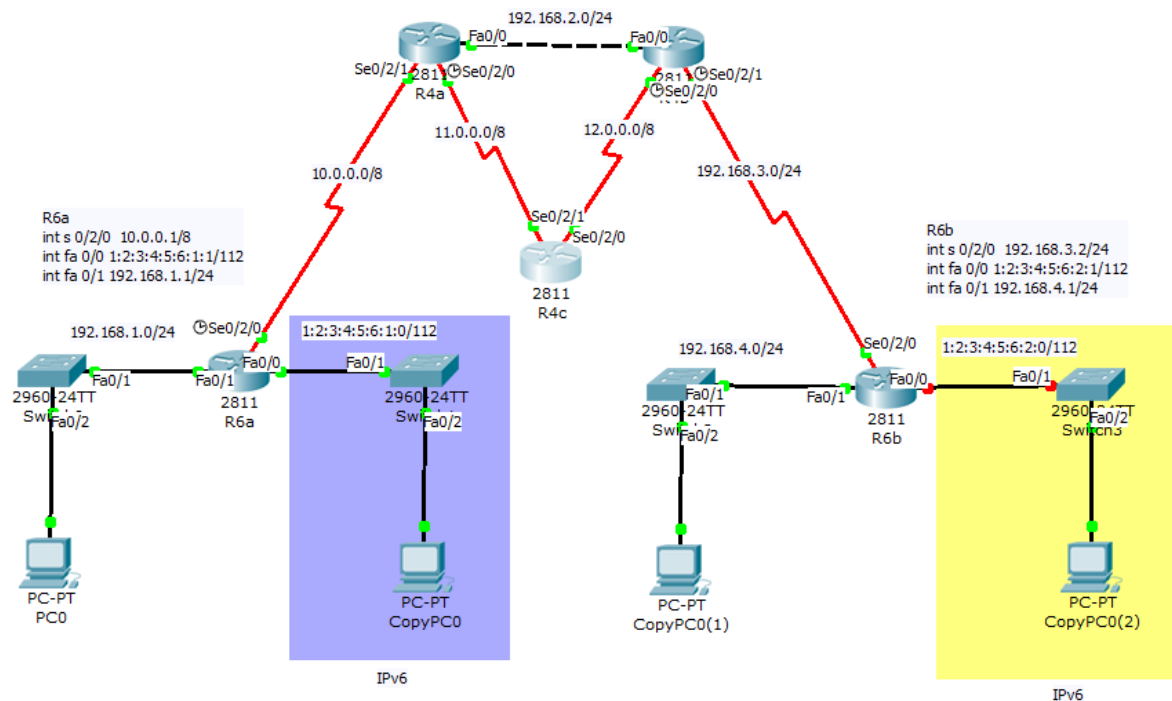 192.168.2.0/24
Fa0/0
Fa0/0
Se0/2/1
Se0/2/0
2811
R4a
Se0/2/1
Se0/2/0
11.0.0.0/8
12.0.0.0/8
10.0.0.0/8
192.168.3.0/24
Se0/2/1
Se0/2/0
2811
R4c
R6a
int s 0/2/0 10.0.0.1/8
int fa 0/0 1:2:3:4:5:6:1:1/112
int fa 0/1 192.168.1.1/24
R6b
int s 0/2/0 192.168.3.2/24
int fa 0/0 1:2:3:4:5:6:2:1/112
int fa 0/1 192.168.4.1/24
192.168.1.0/24
Se0/2/0
1:2:3:4:5:6:1:0/112
Fa0/1
Fa0/1
Fa0/0
Fa0/1
2960-24TT
Fa0/2
2811
R6a
2960-24TT
Fa0/2
192.168.4.0/24
Se0/2/0
1:2:3:4:5:6:2:0/112
Fa0/1
Fa0/1
Fa0/0
Fa0/1
2960-24TT
Fa0/2
2811
R6b
2960-24TT
Fa0/2
Switch3
PC-PT
PC0
PC-PT
CopyPC0
PC-PT
CopyPC0(1)
PC-PT
CopyPC0(2)
IPv6
IPv6